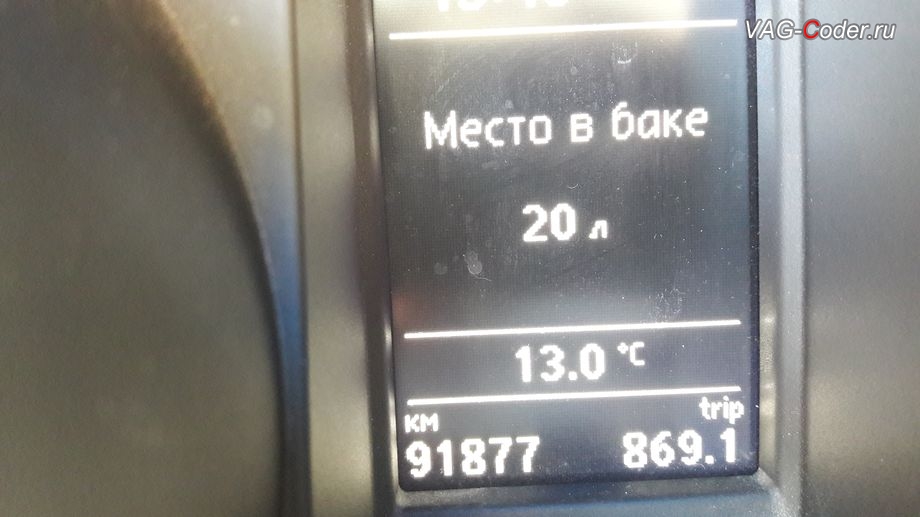 VAG-Coder.ru
Место в баке
20 л
13.0 °C
км trip
91877 869.1